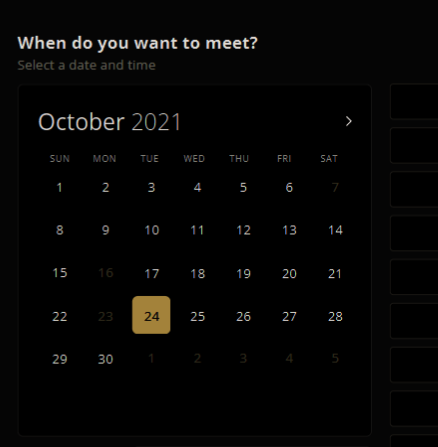 When do you want to meet?
Select a date and time
October 2021
SUN MON TUE WED THU FRI SAT
1 2 3 4 5 6 7
8 9 10 11 12 13 14
15 16 17 18 19 20 21
22 23 24 25 26 27 28
29 30 1 2 3 4 5